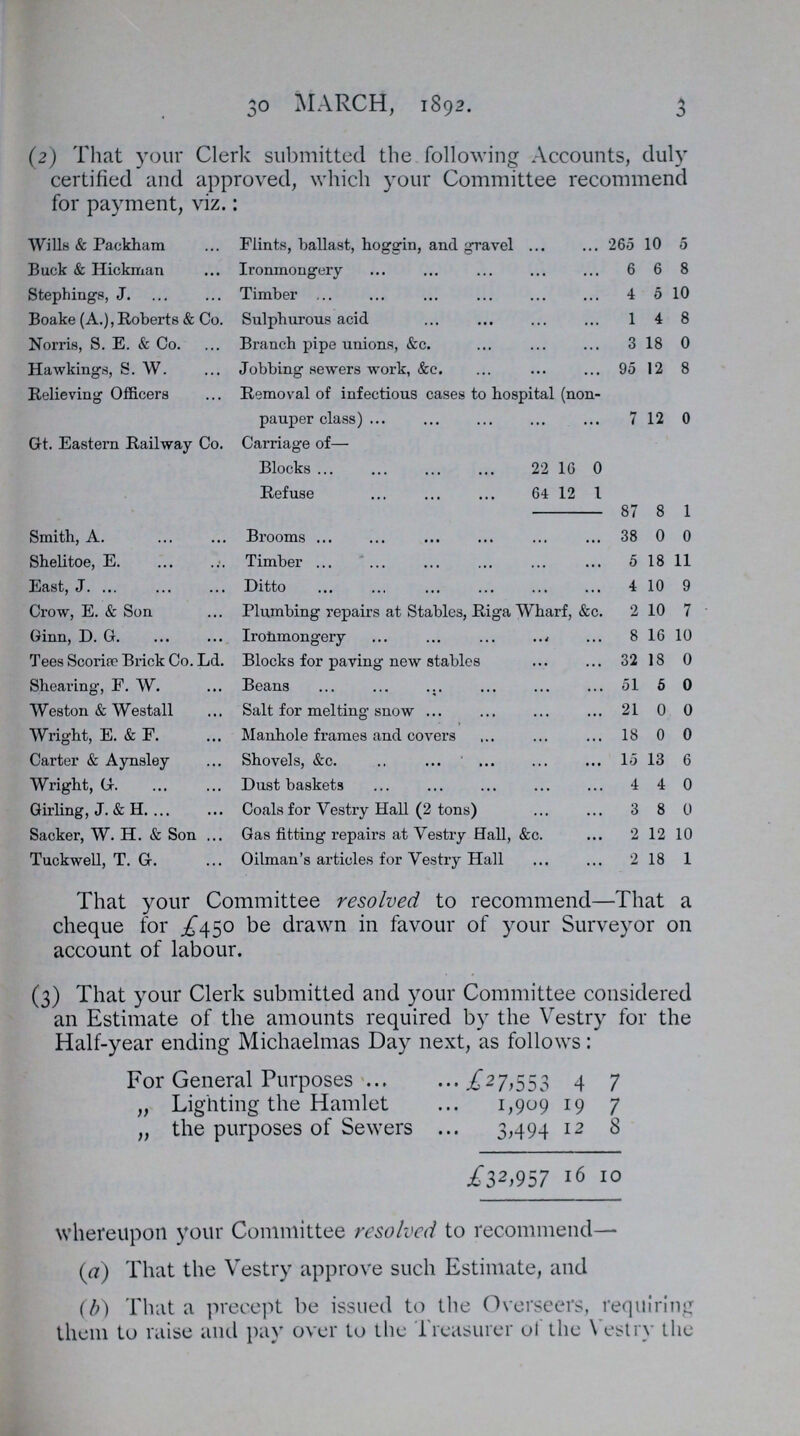 30 MARCH, 1892. 3
(2) That your Clerk submitted the following Accounts, duly
certified and approved, which your Committee recommend
for payment, viz. :
Wills & Packham ... Flints, ballast, hoggin, and gravel ... ... 265 10 5
Buck & Hickman ... Ironmongery ... ... ... ... ... 6 6 8
Stephings, J. ... ... Timber ... ... ... ... ... ... 4 5 10
Boake (A.), Roberts & Co. Sulphurous acid ... ... ... ... 1 4 8
Norris, S. E. & Co. ... Branch pipe unions, &c. ... ... ... 3 18 0
Hawkings, S. W. ... Jobbing sewers work, &c. ... ... ... 95 12 8
Relieving Officers ... Removal of infectious cases to hospital (non-
pauper class) ... ... ... ... ... 7 12 0
Gt. Eastern Railway Co. Carriage of—
Blocks ... ... ... ... 22 16 0
Refuse ... ... ... 64 12 1
87 8 1
Smith, A. ... ... Brooms ... ... ... ... ... ... 38 0 0
Shelitoe, E. ... ... Timber ... ... ... ... ... ... 5 18 11
East, J. ... ... ... Ditto ... ... ... ... ... ... 4 10 9
Crow, E. & Son ... Plumbing repairs at Stables, Riga Wharf, &c. 2 10 7
Ginn, D. G. ... ... Ironmongery ... ... ... ... ... 8 16 10
Tees Scoriæ Brick Co. Ld. Blocks for paving new stables ... ... 32 18 0
Shearing, F. W. ... Beans ... ... ... ... ... ... 51 5 0
Weston & Westall ... Salt for melting snow ... ... ... ... 21 0 0
Wright, E. & F. ... Manhole frames and covers ... ... ... 18 0 0
Carter & Aynsley ... Shovels, &c. .. ... ... ... ... 15 13 6
Wright, G. ... ... Dust baskets ... ... ... ... ... 4 4 0
Girling, J. & H. ... ... Coals for Vestry Hall (2 tons) ... ... 3 8 0
Sacker, W. H. & Son ... Gas fitting repairs at Vestry Hall, &c. ... 2 12 10
Tuckwell, T. G. ... Oilman's articles for Vestry Hall ... ... 2 18 1
That your Committee resolved to recommend—That a
cheque for £450 be drawn in favour of your Surveyor on
account of labour.
(3) That your Clerk submitted and your Committee considered
an Estimate of the amounts required by the Vestry for the
Half-year ending Michaelmas Day next, as follows :
For General Purposes ... ... £27,553 4 7
„ Lighting the Hamlet ... 1,909 19 7
„ the purposes of Sewers ... 3,494 12 8
£32,957 16 10
whereupon your Committee resolved to recommend—
(a) That the Vestry approve such Estimate, and
(b) That a precept be issued to the Overseers, requiring
them to raise and pay over to the Treasurer of the Vestry the